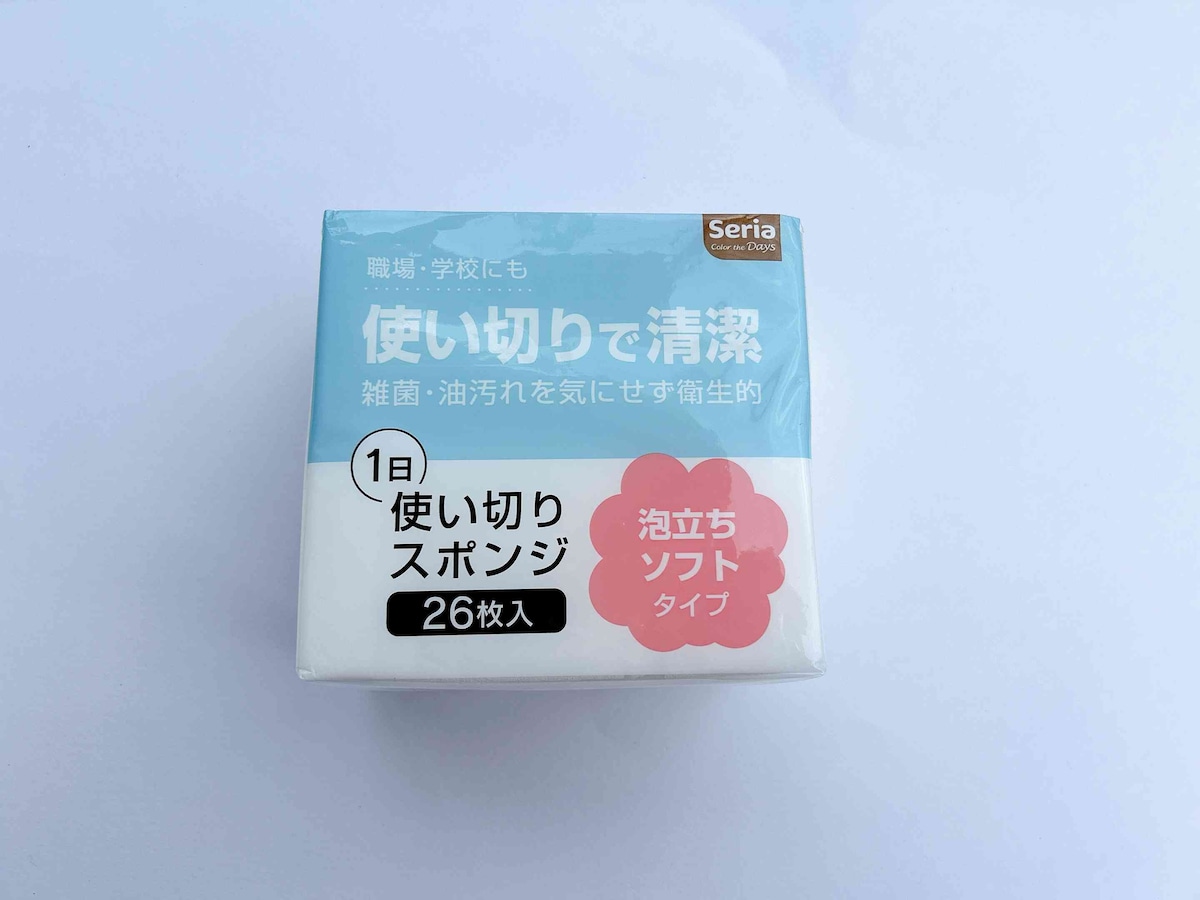 Seria
Color the Days
職場・学校にも
使い切りで清潔
雑菌・油汚れを気にせず衛生的
1日
使い切り
スポンジ
26枚入
泡立ち
ソフト
タイプ